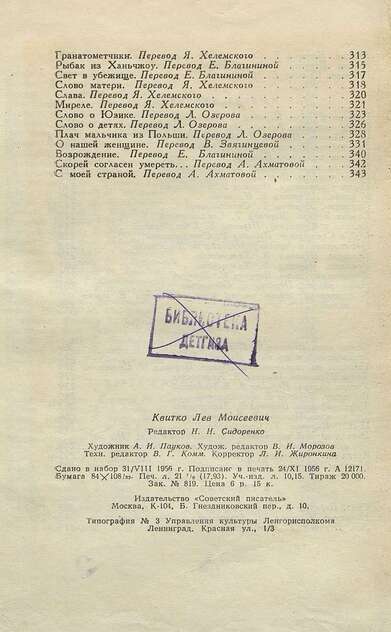 Гранатометчики. Перевод Я. Хелемского . . . . . . . 313
Рыбак из Ханьчжоу. Перевод Е. Благининой . . . . . 315
Свет в убежище. Перевод Е. Благининой . . . . . . . 317
Слово матери. Перевод Я. Хелемского . . . . . . . . 318
Слава. Перевод Я. Хелемского . . . . . . . . . . . 320
Миреле. Перевод Я. Хелемского . . . . . . . . . . . 321
Слово о Юзике. Перевод Л. Озерова . . . . . . . . . 323
Слово о детях. Перевод Л. Озерова . . . . . . . . . 326
Плач мальчика из Польши. Перевод Л. Озерова . . . . 328
О нашей женщине. Перевод В. Звягинцевой . . . . . . 331
Возрождение. Перевод Е. Благининой . . . . . . . . 340
Скорей согласен умереть... Перевод А. Ахматовой . . 342
С моей страной. Перевод А. Ахматовой . . . . . . . 343
БИБЛИОТЕКА
ДЕТГИЗА
Квитко Лев Моисеевич
Редактор Н. Н. Сидоренко
Художник А. И. Пауков. Худож. редактор В. И. Морозов
Техн. редактор В. Г. Комм. Корректор Л. И. Жиронкина
Сдано в набор 31/VIII 1956 г. Подписано в печать 24/XI 1956 г. А 12171.
Бумага 84×108/32. Печ. л. 21 7/8 (17,93). Уч.-изд. л. 10,15. Тираж 20 000.
Зак. № 819. Цена 6 р. 15 к.
Издательство «Советский писатель»
Москва, К-104, Б. Гнездниковский пер., д. 10.
Типография № 3 Управления культуры Ленгорисполкома
Ленинград, Красная ул., 1/3